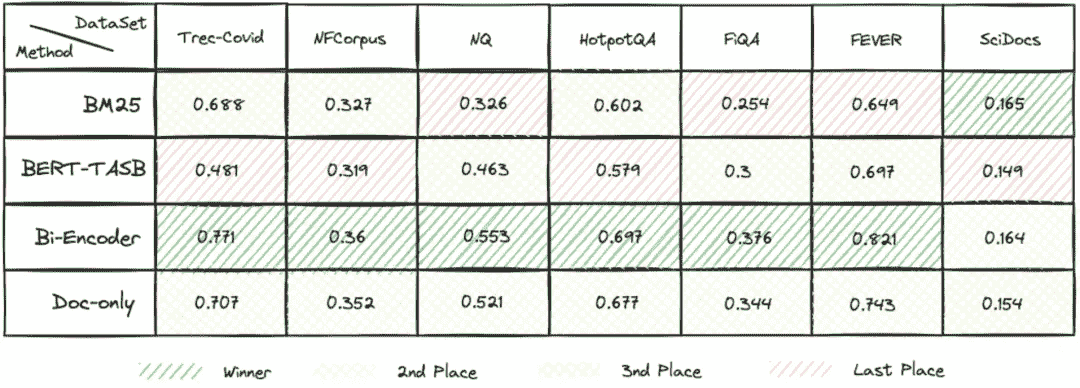 DataSet
Method Trec-Covid NFCorpus NQ HotpotQA FiQA FEVER SciDocs
BM25 0.688 0.327 0.326 0.602 0.254 0.649 0.165
BERT-TASB 0.481 0.319 0.463 0.579 0.3 0.697 0.149
Bi-Encoder 0.771 0.36 0.553 0.697 0.376 0.821 0.164
Doc-only 0.707 0.352 0.521 0.677 0.344 0.743 0.154
Winner 2nd Place 3nd Place Last Place